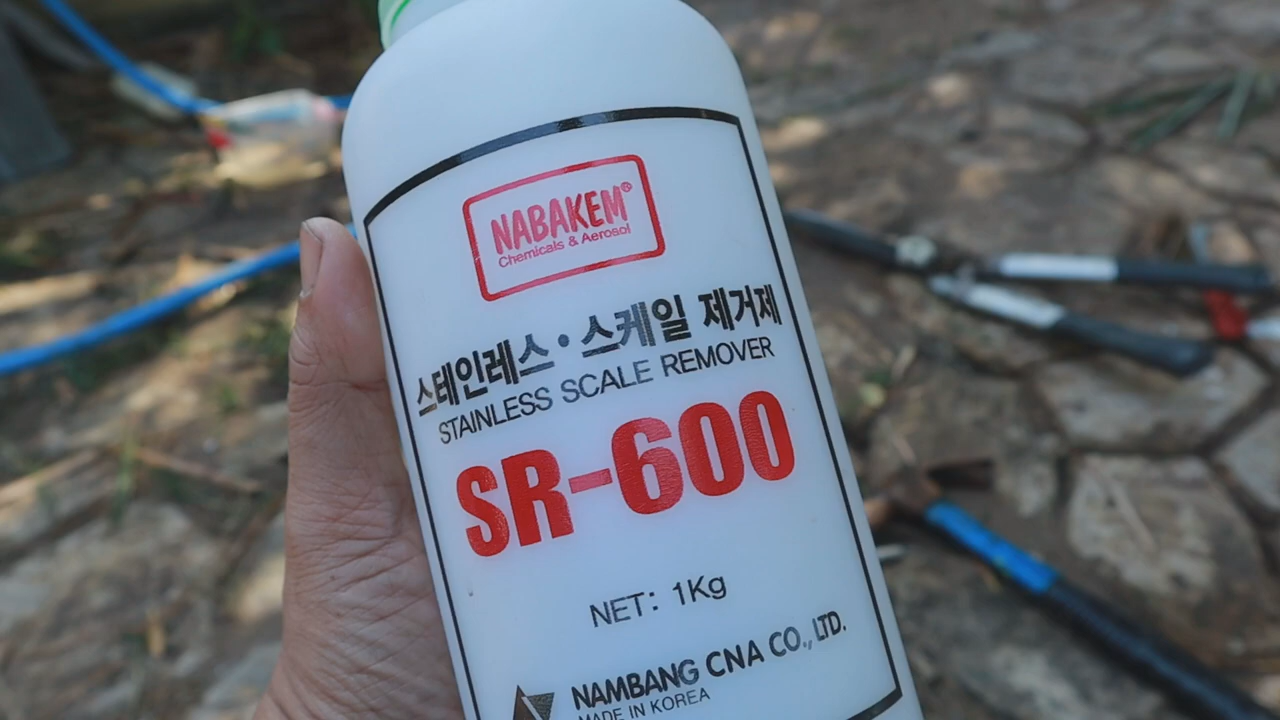 NABAKEM®
Chemicals & Aerosol
스테인레스·스케일 제거제
STAINLESS SCALE REMOVER
SR-600
NET: 1Kg
NAMBANG CNA CO., LTD.
MADE IN KOREA